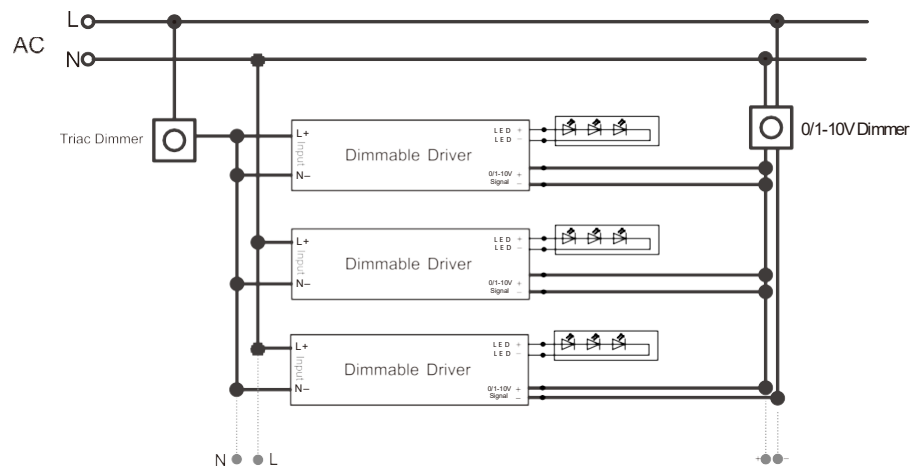 L
AC
N
Triac Dimmer
0/1-10V Dimmer
L+
Input
N–
Dimmable Driver
LED +
LED –
0/1-10V +
Signal –
L+
Input
N–
Dimmable Driver
LED +
LED –
0/1-10V +
Signal –
L+
Input
N–
Dimmable Driver
LED +
LED –
0/1-10V +
Signal –
N L
+ –